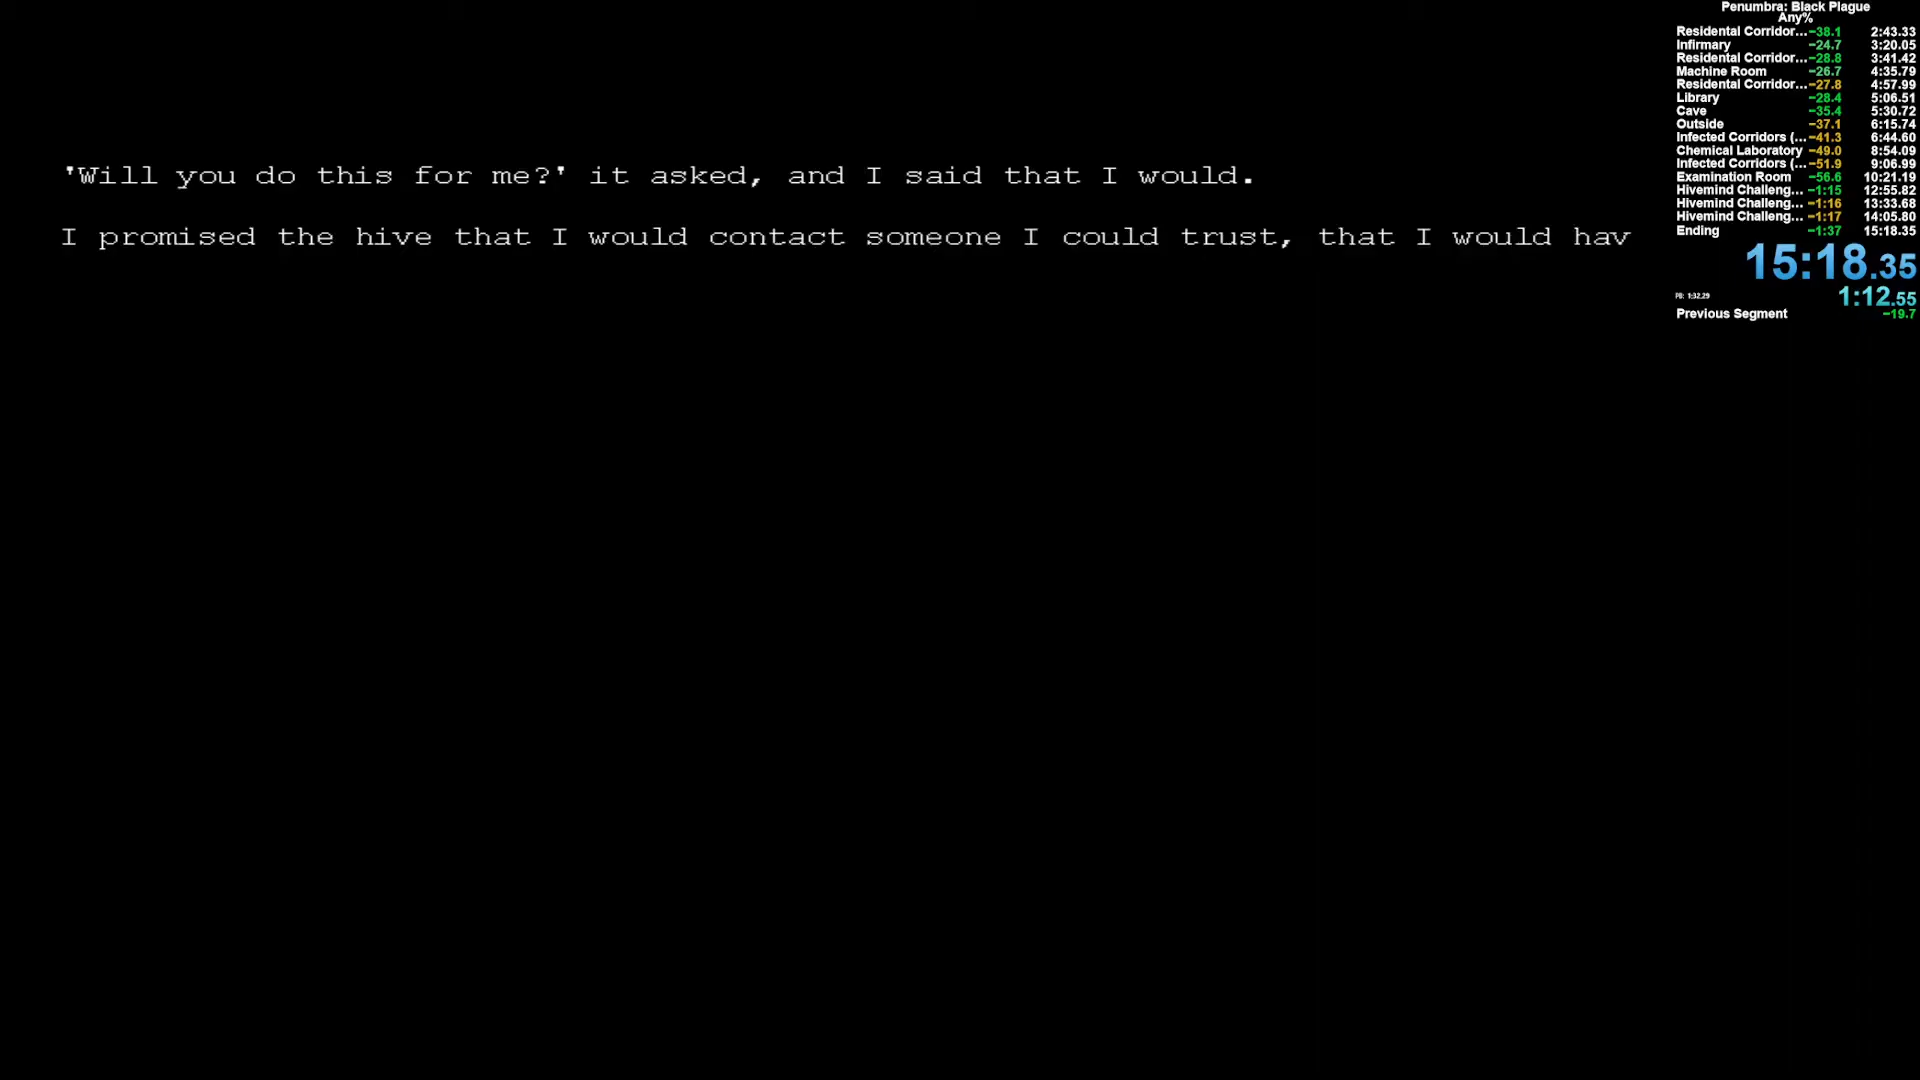 'Will you do this for me?' it asked, and I said that I would.
I promised the hive that I would contact someone I could trust, that I would hav
Penumbra: Black Plague
Any%
Residental Corridor... −38.1 2:43.33
Infirmary −24.7 3:20.05
Residental Corridor... −28.8 3:41.42
Machine Room −26.7 4:35.79
Residental Corridor... −27.8 4:57.99
Library −28.4 5:06.51
Cave −35.4 5:30.72
Outside −37.1 6:15.74
Infected Corridors (... −41.3 6:44.60
Chemical Laboratory −49.0 8:54.09
Infected Corridors (... −51.9 9:06.99
Examination Room −56.6 10:21.19
Hivemind Challeng... −1:15 12:55.82
Hivemind Challeng... −1:16 13:33.68
Hivemind Challeng... −1:17 14:05.80
Ending −1:37 15:18.35
15:18.35
PB: 1:32.29 1:12.55
Previous Segment −19.7